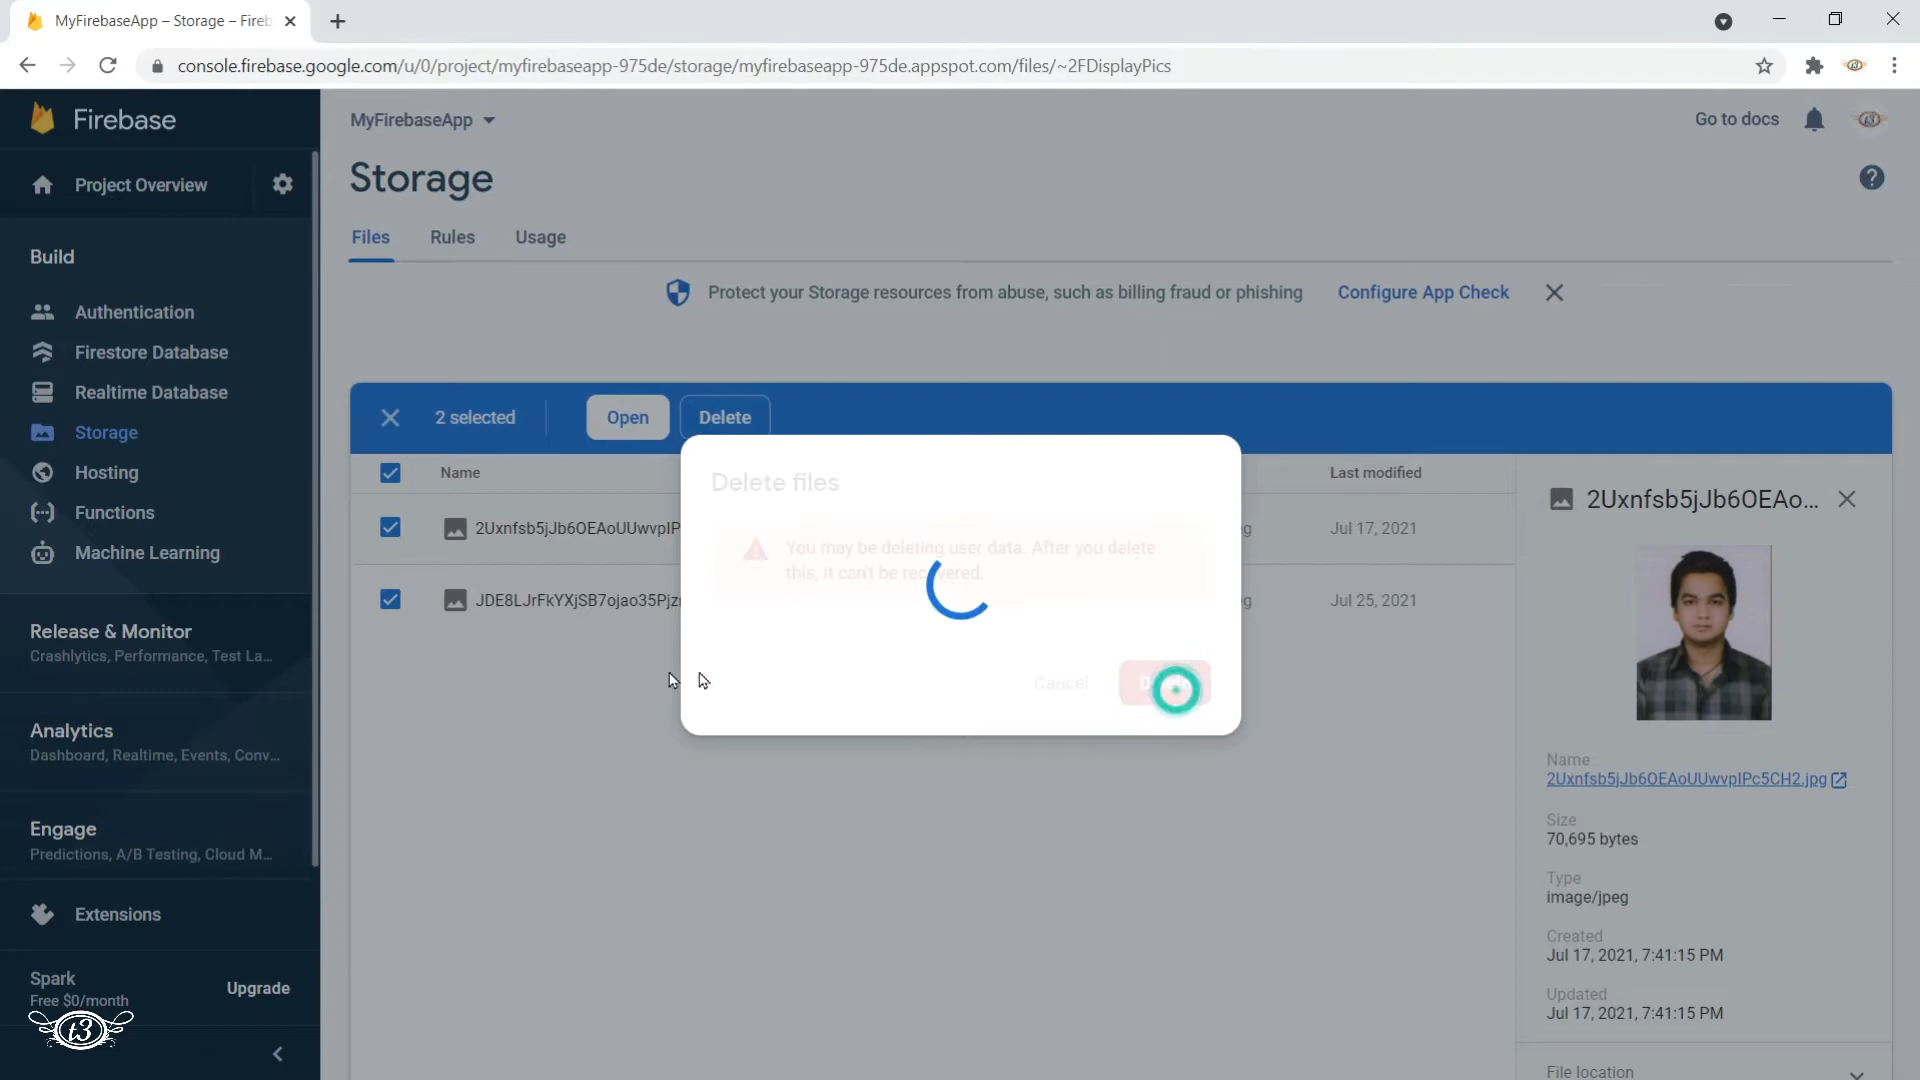 MyFirebaseApp – Storage – Fireb
console.firebase.google.com/u/0/project/myfirebaseapp-975de/storage/myfirebaseapp-975de.appspot.com/files/~2FDisplayPics
Firebase
MyFirebaseApp
Go to docs
Project Overview
Storage
Files
Rules
Usage
Build
Protect your Storage resources from abuse, such as billing fraud or phishing
Configure App Check
Authentication
Firestore Database
Realtime Database
Storage
Hosting
Functions
Machine Learning
2 selected
Open
Delete
Name
Last modified
2Uxnfsb5jJb6OEAoUUwvpIP
Jul 17, 2021
JDE8LJrFkYXjSB7ojao35Pjz
Jul 25, 2021
Delete files
You may be deleting user data. After you delete
this, it can't be recovered.
Cancel
2Uxnfsb5jJb6OEAo...
Name
2Uxnfsb5jJb6OEAoUUwvpIPc5CH2.jpg
Size
70,695 bytes
Type
image/jpeg
Created
Jul 17, 2021, 7:41:15 PM
Updated
Jul 17, 2021, 7:41:15 PM
File location
Release & Monitor
Crashlytics, Performance, Test La...
Analytics
Dashboard, Realtime, Events, Conv...
Engage
Predictions, A/B Testing, Cloud M...
Extensions
Spark
Free $0/month
Upgrade
t3